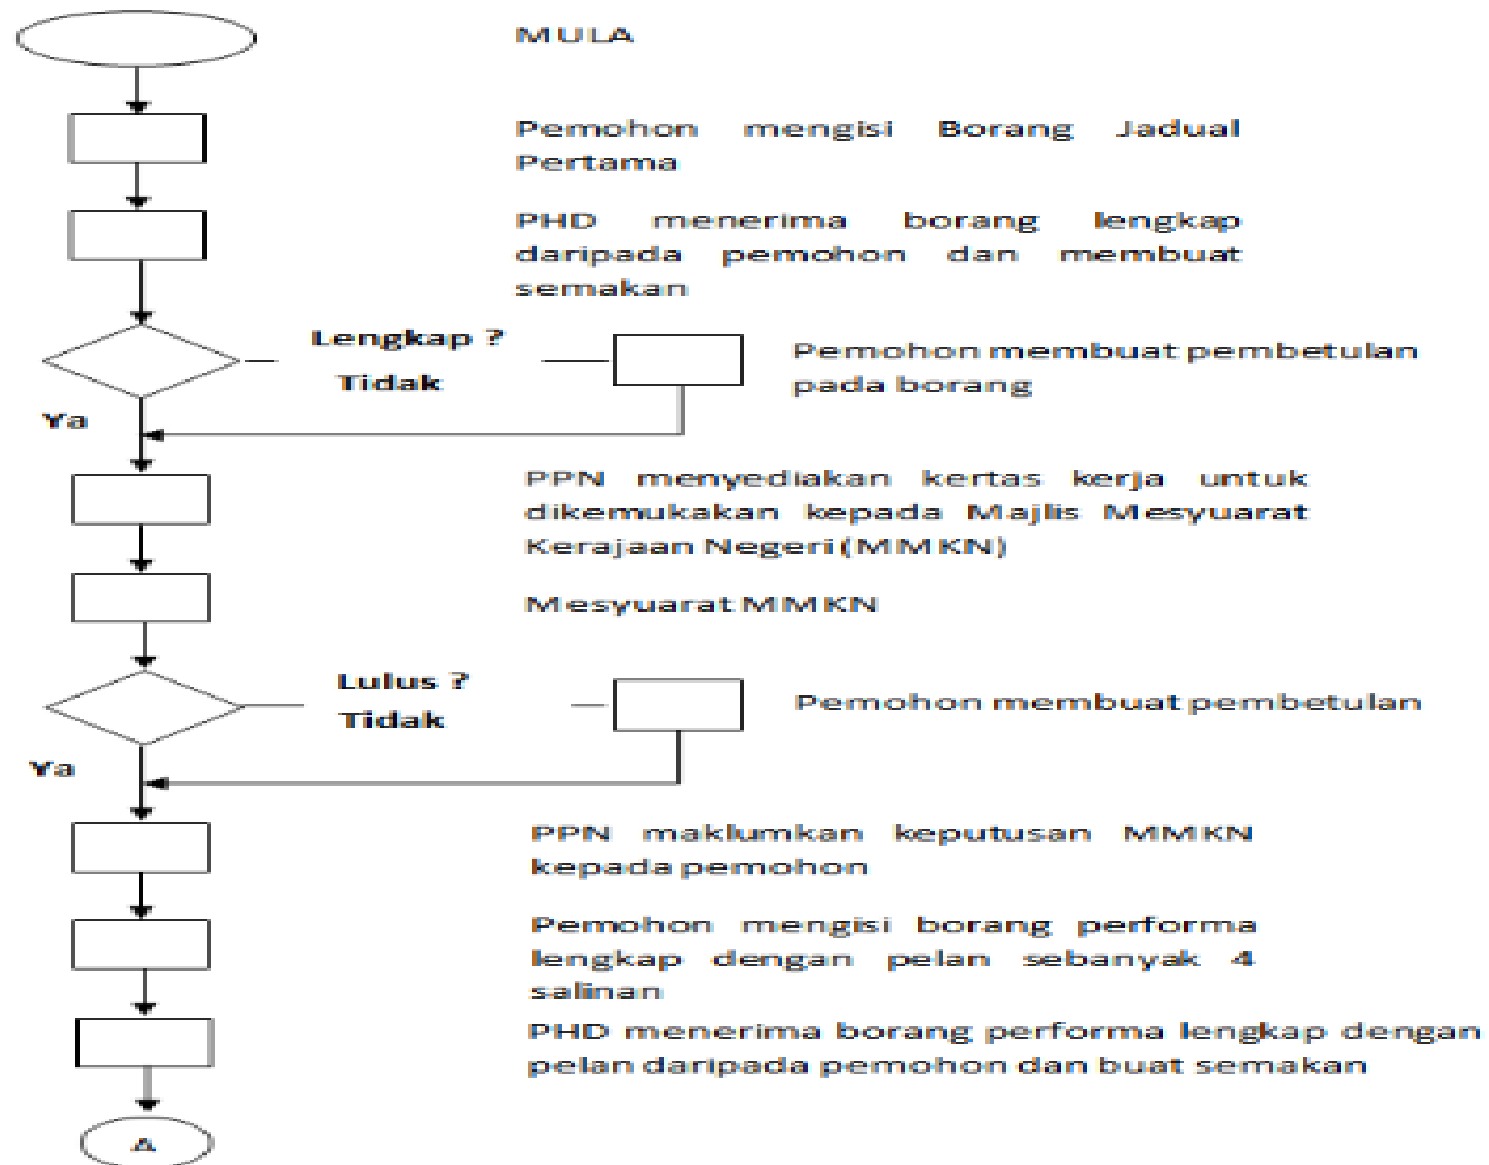 MULA
Pemohon mengisi Borang Jadual
Pertama
PHD menerima borang lengkap
daripada pemohon dan membuat
semakan
Lengkap ?
Tidak
Pemohon membuat pembetulan
pada borang
Ya
PPN menyediakan kertas kerja untuk
dikemukakan kepada Majlis Mesyuarat
Kerajaan Negeri (MMKN)
Mesyuarat MMKN
Lulus ?
Tidak
Pemohon membuat pembetulan
Ya
PPN maklumkan keputusan MMKN
kepada pemohon
Pemohon mengisi borang performa
lengkap dengan pelan sebanyak 4
salinan
PHD menerima borang performa lengkap dengan
pelan daripada pemohon dan buat semakan
A